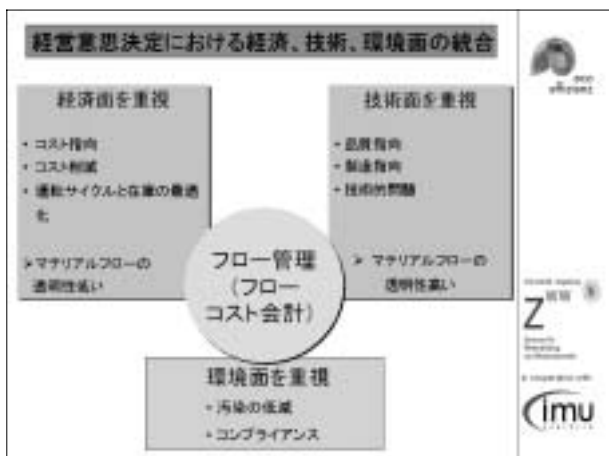 経営意思決定における経済、技術、環境面の統合
経済面を重視
• コスト指向
• コスト削減
• 運転サイクルと在庫の最適
化
➢マテリアルフローの
透明性低い
技術面を重視
• 品質指向
• 製造指向
• 技術的問題
➢ マテリアルフローの
透明性高い
フロー管理
(フロー
コスト会計)
環境面を重視
• 汚染の低減
• コンプライアンス
eco
efficient
Z
imu